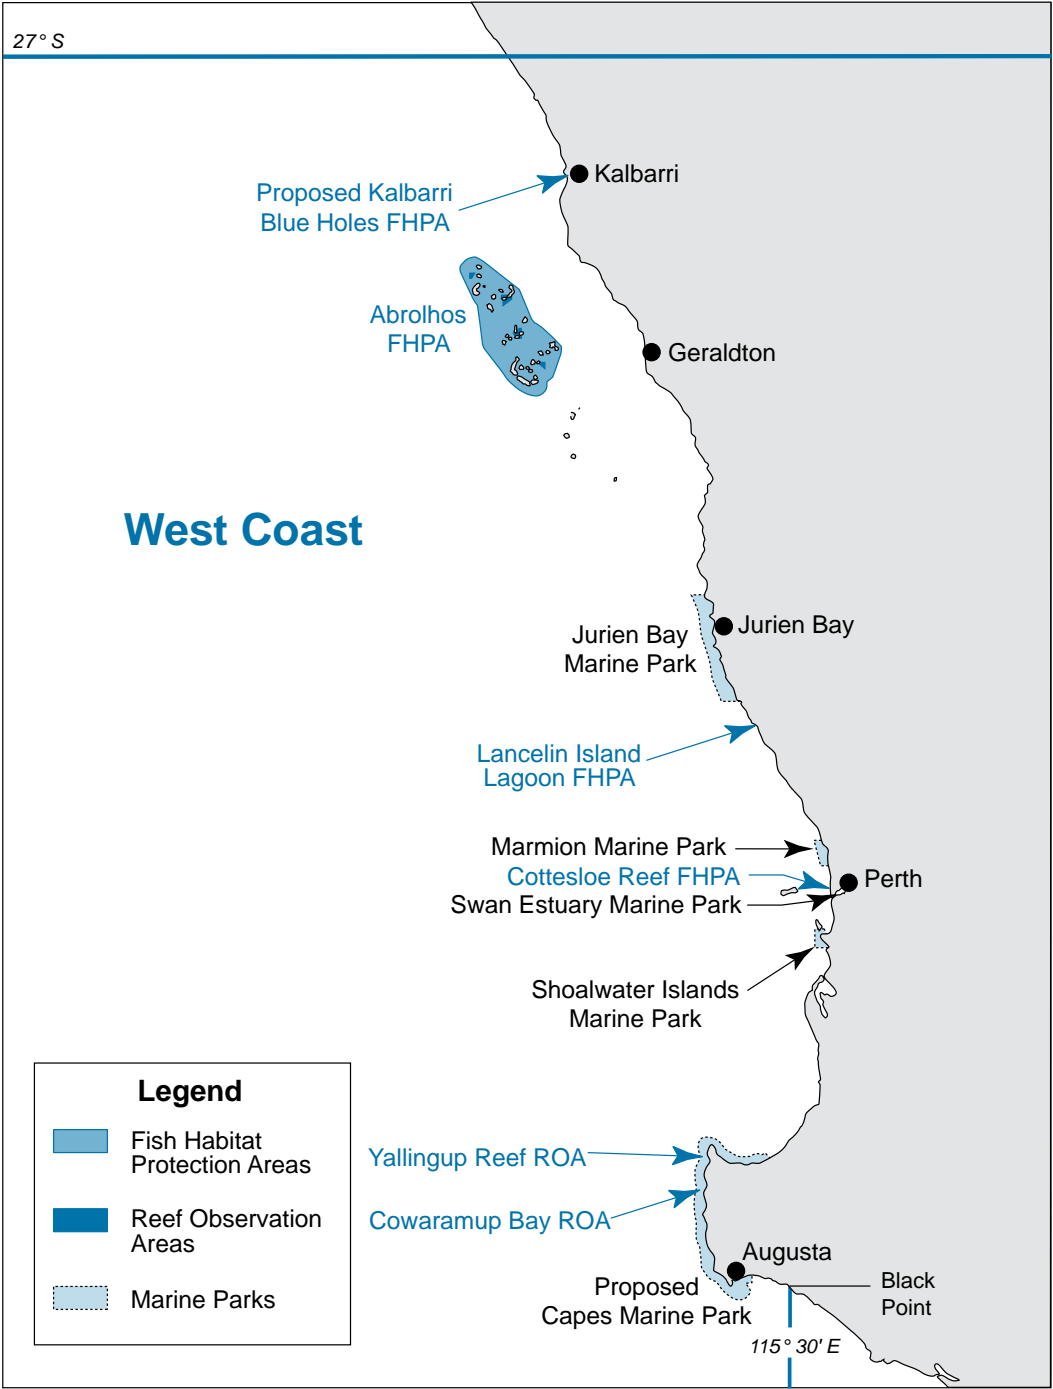 27° S
Kalbarri
Proposed Kalbarri
Blue Holes FHPA
Abrolhos
FHPA
Geraldton
West Coast
Jurien Bay
Jurien Bay
Marine Park
Lancelin Island
Lagoon FHPA
Marmion Marine Park
Cottesloe Reef FHPA
Perth
Swan Estuary Marine Park
Shoalwater Islands
Marine Park
Legend
Fish Habitat
Protection Areas
Reef Observation
Areas
Marine Parks
Yallingup Reef ROA
Cowaramup Bay ROA
Augusta
Proposed
Capes Marine Park
Black
Point
115° 30' E